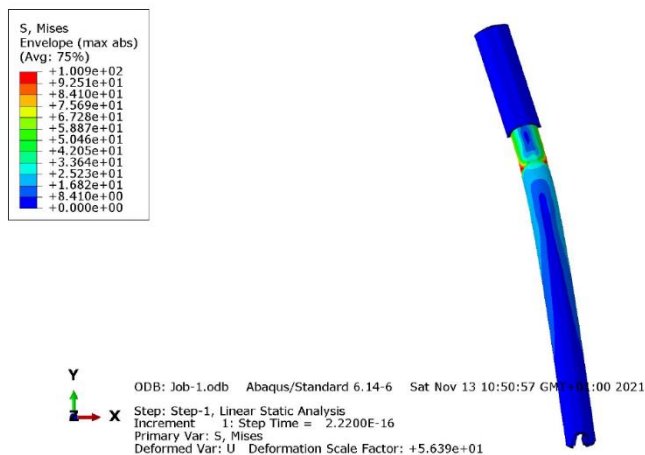 S, Mises
Envelope (max abs)
(Avg: 75%)
+1.009e+02
+9.251e+01
+8.410e+01
+7.569e+01
+6.728e+01
+5.887e+01
+5.046e+01
+4.205e+01
+3.364e+01
+2.523e+01
+1.682e+01
+8.410e+00
+0.000e+00
Y
Z X
ODB: Job-1.odb Abaqus/Standard 6.14-6 Sat Nov 13 10:50:57 GMT+01:00 2021
Step: Step-1, Linear Static Analysis
Increment 1: Step Time = 2.2200E-16
Primary Var: S, Mises
Deformed Var: U Deformation Scale Factor: +5.639e+01